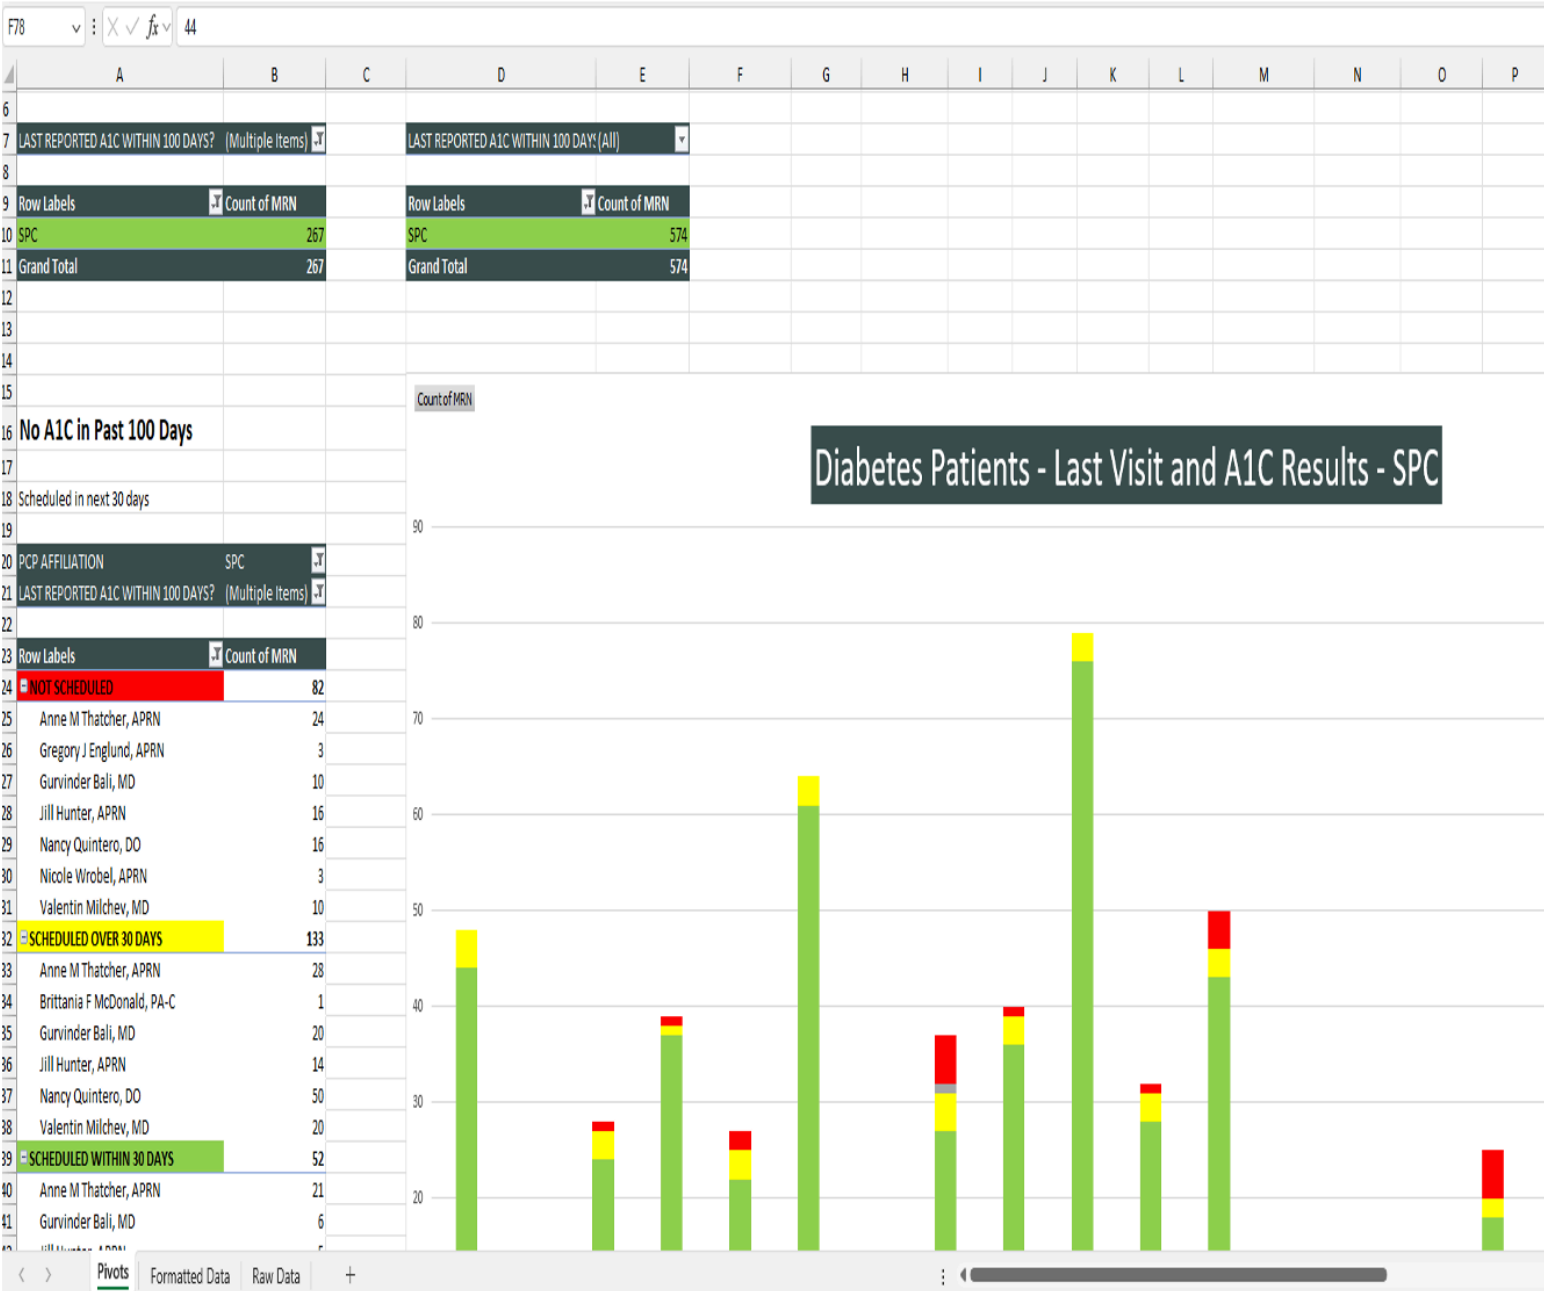 F78 fx 44
A B C D E F G H I J K L M N O P
6
7 LAST REPORTED A1C WITHIN 100 DAYS? (Multiple Items) LAST REPORTED A1C WITHIN 100 DAYS (All)
8
9 Row Labels Count of MRN Row Labels Count of MRN
10 SPC 267 SPC 574
11 Grand Total 267 Grand Total 574
12
13
14
15
Count of MRN
16 No A1C in Past 100 Days
Diabetes Patients - Last Visit and A1C Results - SPC
17
18 Scheduled in next 30 days
19
90
20 PCP AFFILIATION SPC
21 LAST REPORTED A1C WITHIN 100 DAYS? (Multiple Items)
22
80
23 Row Labels Count of MRN
24 NOT SCHEDULED 82
25 Anne M Thatcher, APRN 24
70
26 Gregory J Englund, APRN 3
27 Gurvinder Bali, MD 10
28 Jill Hunter, APRN 16
60
29 Nancy Quintero, DO 16
30 Nicole Wrobel, APRN 3
31 Valentin Milchev, MD 10
50
32 SCHEDULED OVER 30 DAYS 133
33 Anne M Thatcher, APRN 28
34 Brittania F McDonald, PA-C 1
40
35 Gurvinder Bali, MD 20
36 Jill Hunter, APRN 14
37 Nancy Quintero, DO 50
30
38 Valentin Milchev, MD 20
39 SCHEDULED WITHIN 30 DAYS 52
40 Anne M Thatcher, APRN 21
20
41 Gurvinder Bali, MD 6
Pivots Formatted Data Raw Data +